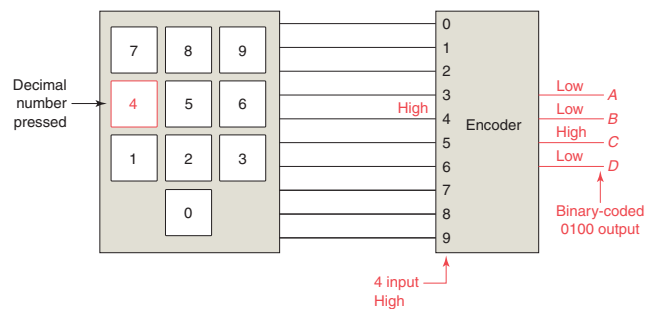 7 8 9
4 5 6
1 2 3
0
Decimal
number
pressed
High
0
1
2
3
4
5
6
7
8
9
Encoder
Low A
Low B
High C
Low D
Binary-coded
0100 output
4 input
High